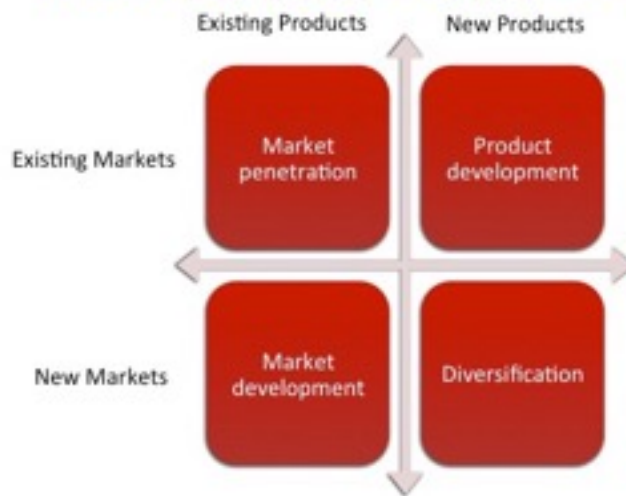 Existing Products
New Products
Existing Markets
Market
penetration
Product
development
New Markets
Market
development
Diversification